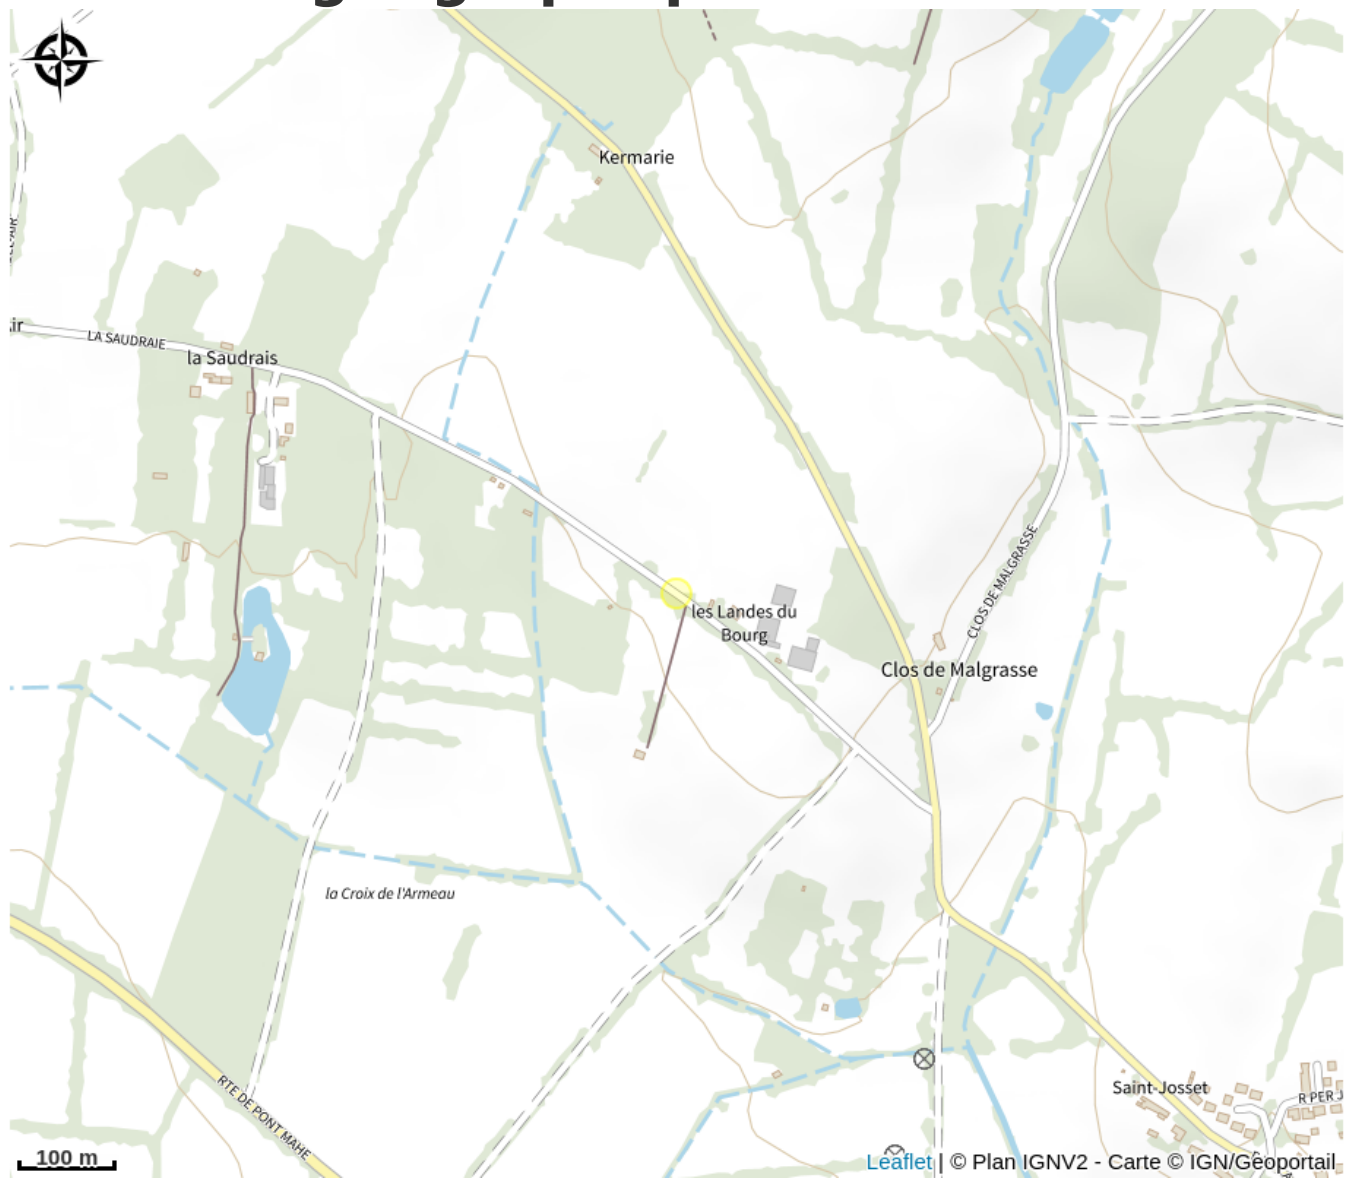 Kermarie
LA SAUDRAIE
la Saudrais
les Landes du
Bourg
CLOS DE MALGRASSE
Clos de Malgrasse
la Croix de l'Armeau
RTE DE PONT MAHE
Saint-Josset
R PER J
100 m
Leaflet | © Plan IGNV2 - Carte © IGN/Géoportail